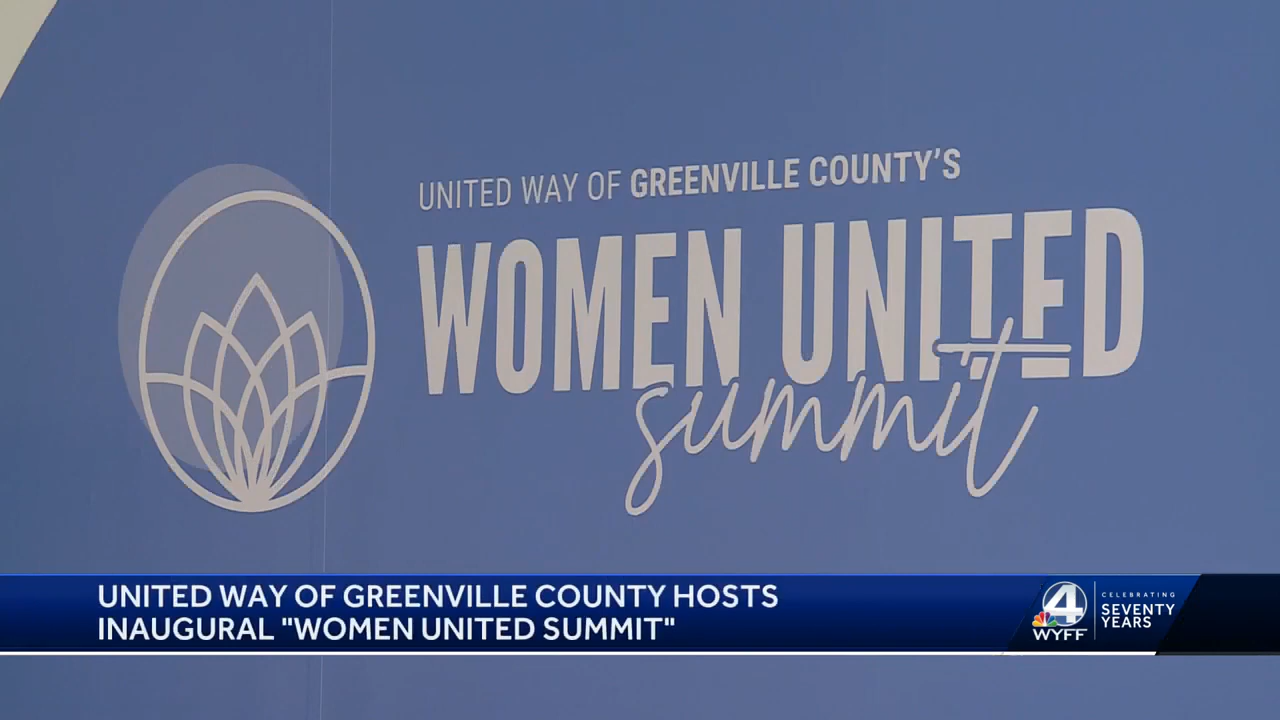 UNITED WAY OF GREENVILLE COUNTY'S
WOMEN UNITED
summit
UNITED WAY OF GREENVILLE COUNTY HOSTS
INAUGURAL "WOMEN UNITED SUMMIT"
4
WYFF
CELEBRATING
SEVENTY
YEARS